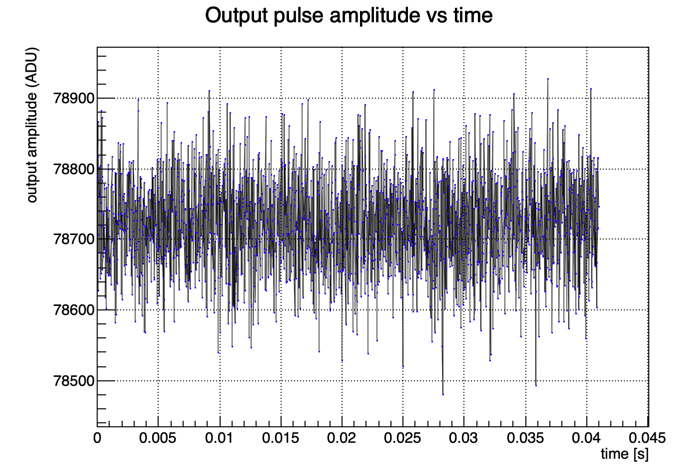 Output pulse amplitude vs time
output amplitude (ADU)
78900
78800
78700
78600
78500
0 0.005 0.01 0.015 0.02 0.025 0.03 0.035 0.04 0.045
time [s]